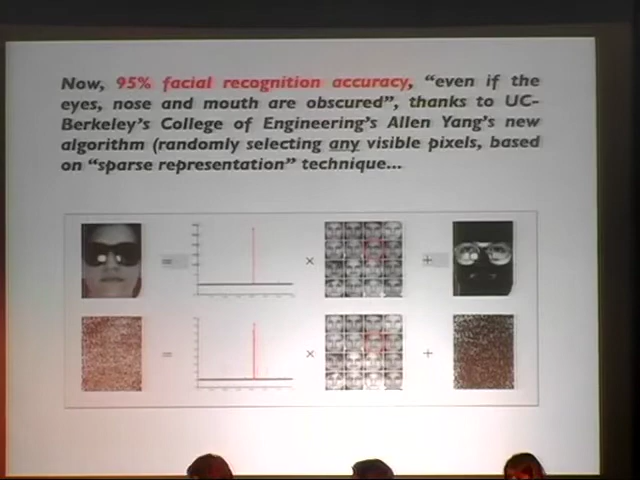 Now, 95% facial recognition accuracy, “even if the
eyes, nose and mouth are obscured”, thanks to UC-
Berkeley’s College of Engineering’s Allen Yang’s new
algorithm (randomly selecting any visible pixels, based
on “sparse representation” technique...
= × +
= × +